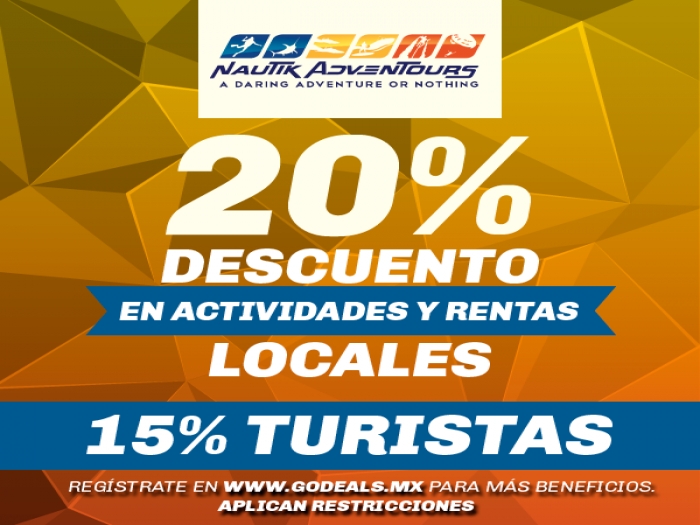 NAUTIK ADVENTOURS
A DARING ADVENTURE OR NOTHING
20%
DESCUENTO
EN ACTIVIDADES Y RENTAS
LOCALES
15% TURISTAS
REGÍSTRATE EN WWW.GODEALS.MX PARA MÁS BENEFICIOS.
APLICAN RESTRICCIONES